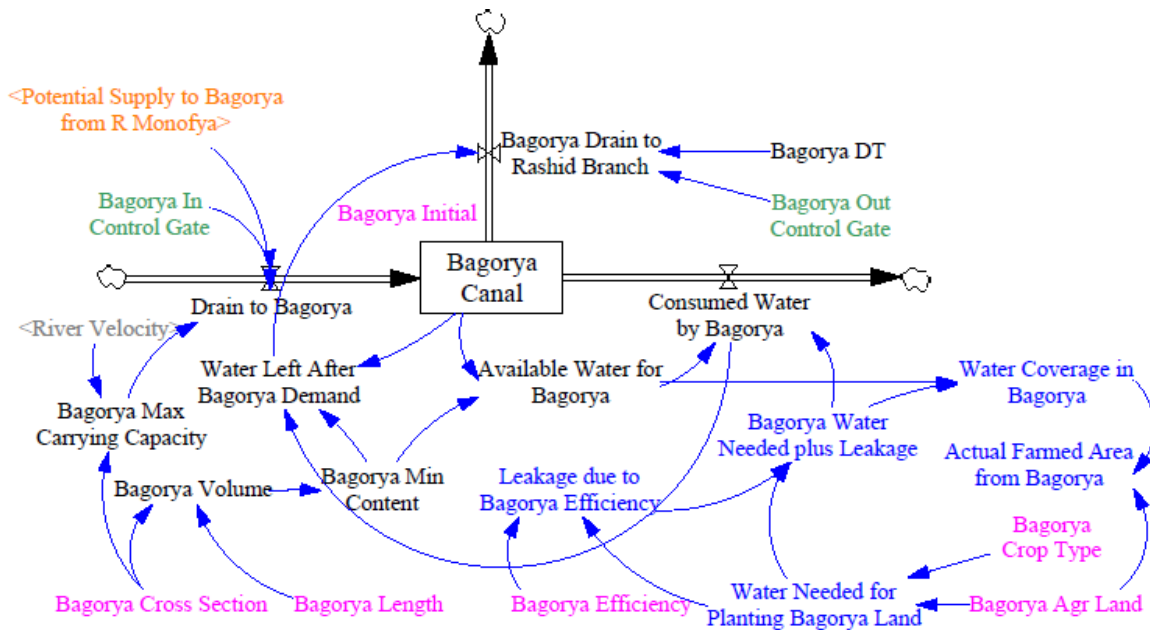 <Potential Supply to Bagorya
from R Monofya>
Bagorya Drain to
Rashid Branch
Bagorya DT
Bagorya In
Control Gate
Bagorya Initial
Bagorya Out
Control Gate
Bagorya
Canal
Drain to Bagorya
Consumed Water
by Bagorya
<River Velocity>
Water Left After
Bagorya Demand
Available Water for
Bagorya
Water Coverage in
Bagorya
Bagorya Max
Carrying Capacity
Bagorya Water
Needed plus Leakage
Actual Farmed Area
from Bagorya
Bagorya Volume
Bagorya Min
Content
Leakage due to
Bagorya Efficiency
Bagorya
Crop Type
Bagorya Cross Section
Bagorya Length
Bagorya Efficiency
Water Needed for
Planting Bagorya Land
Bagorya Agr Land